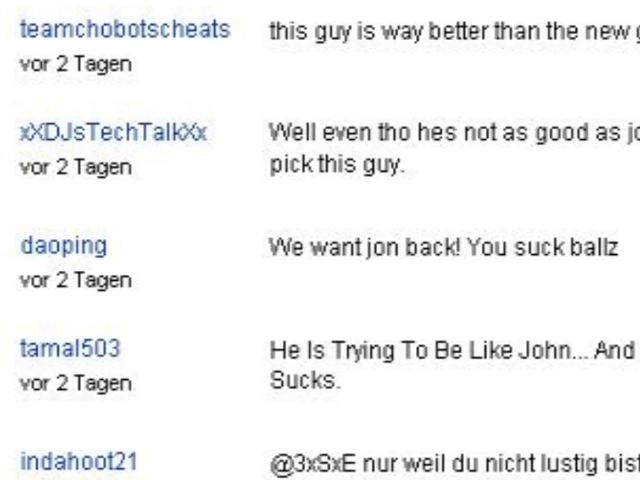 teamchobotscheats this guy is way better than the new
vor 2 Tagen
xXDJsTechTalkXx Well even tho hes not as good as
vor 2 Tagen pick this guy.
daoping We want jon back! You suck ballz
vor 2 Tagen
tamal503 He Is Trying To Be Like John... And
vor 2 Tagen Sucks.
indahoot21 @3xSxE nur weil du nicht lustig